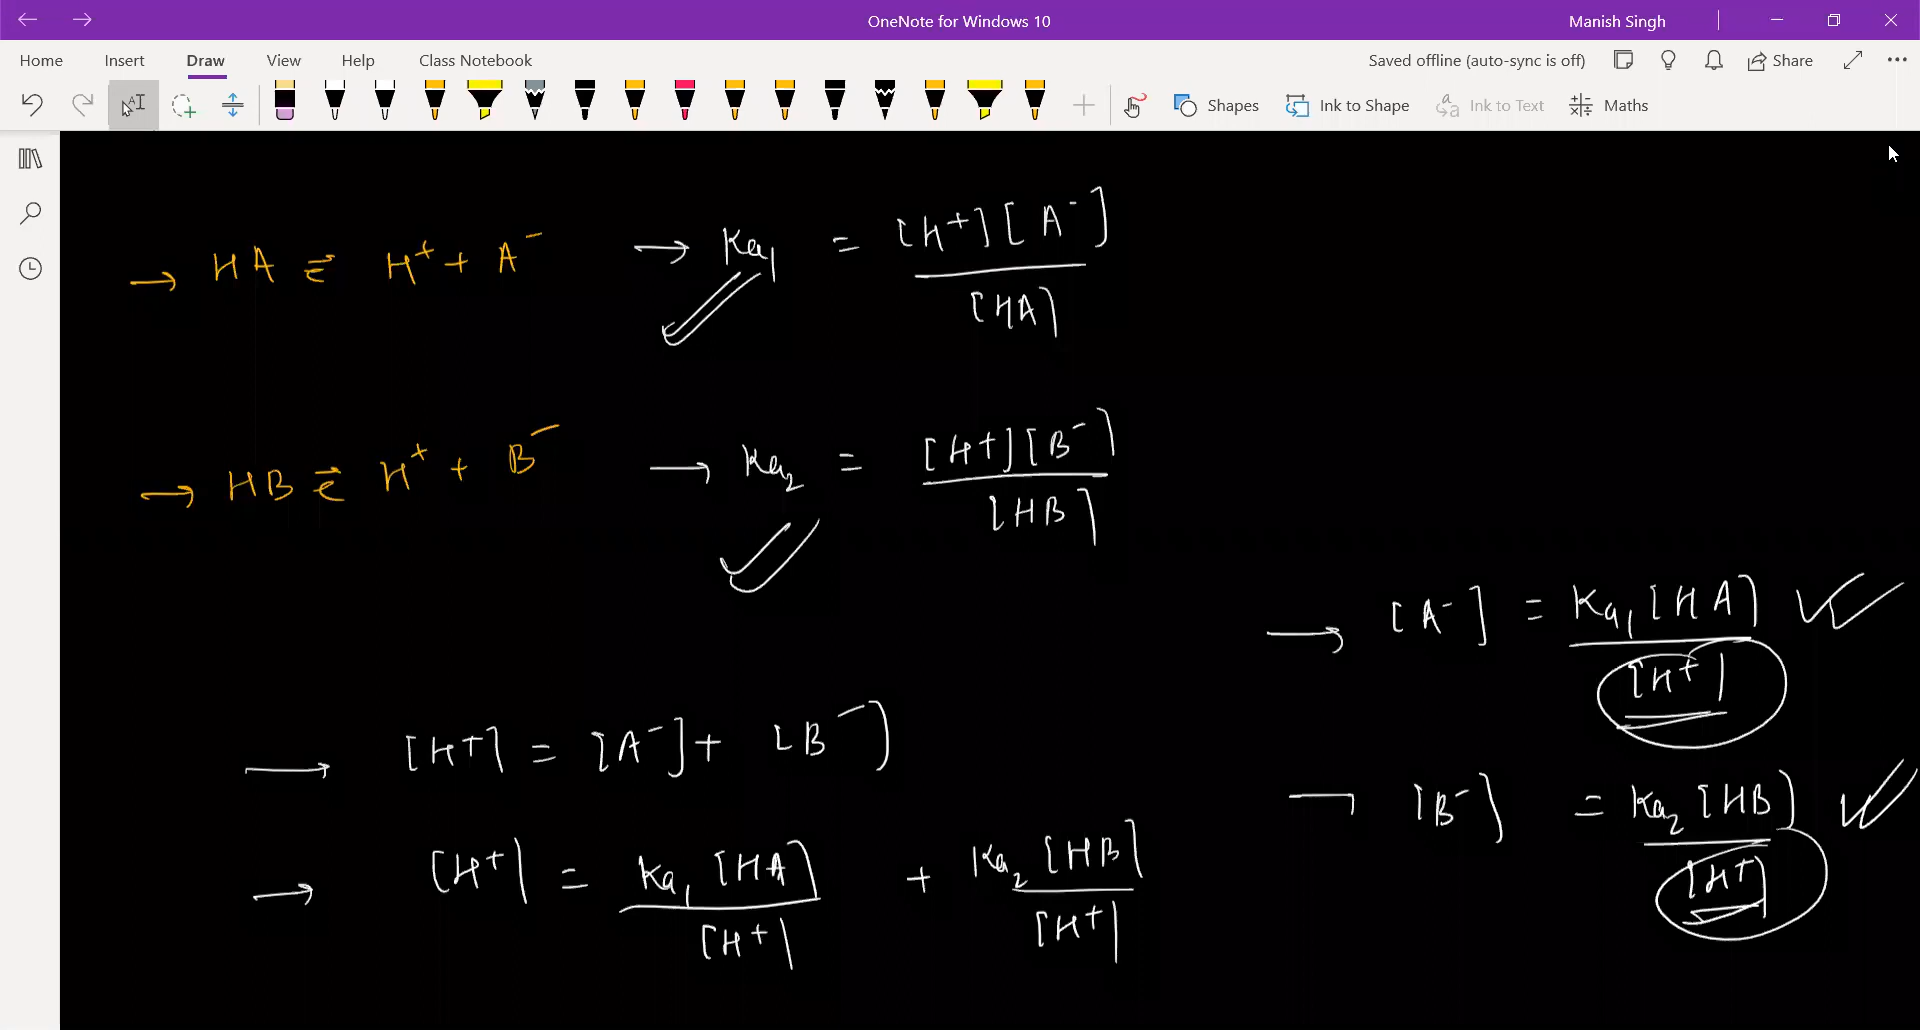 OneNote for Windows 10
Manish Singh
Home Insert Draw View Help Class Notebook
Saved offline (auto-sync is off) Share
Shapes Ink to Shape Ink to Text Maths
→ HA ⇌ H⁺ + A⁻ → Ka₁ = [H⁺][A⁻] / [HA]
→ HB ⇌ H⁺ + B⁻ → Ka₂ = [H⁺][B⁻] / [HB]
→ [A⁻] = Ka₁[HA] / [H⁺]
→ [H⁺] = [A⁻] + [B⁻]
→ [B⁻] = Ka₂[HB] / [H⁺]
→ [H⁺] = Ka₁[HA] / [H⁺] + Ka₂[HB] / [H⁺]